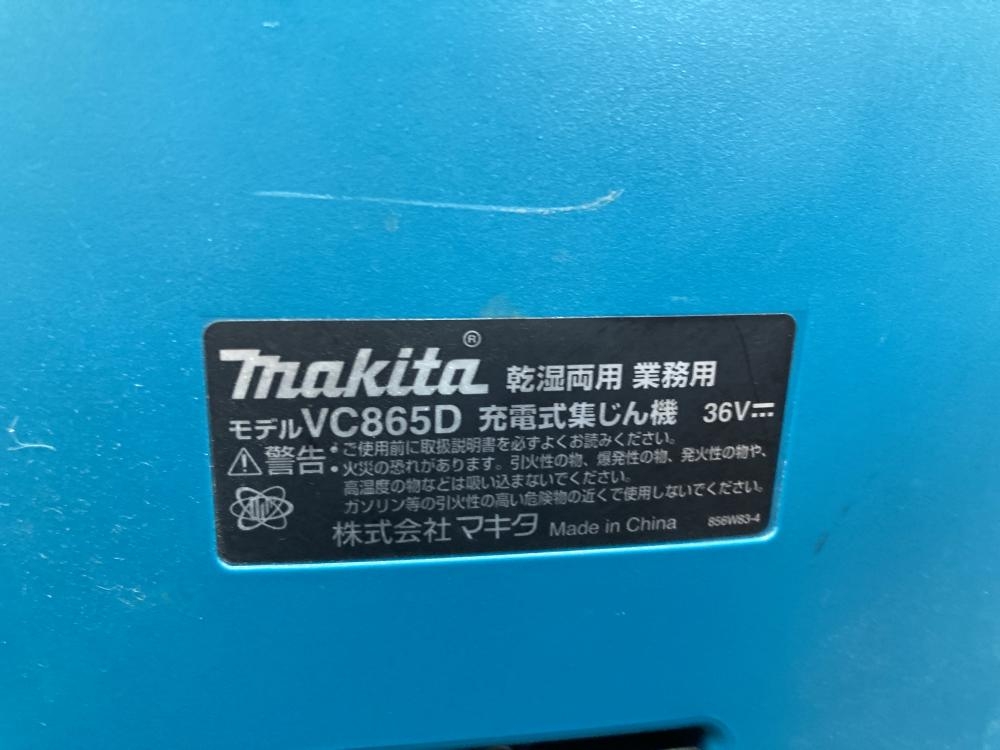 makita® 乾湿両用 業務用
モデルVC865D 充電式集じん機 36V⎓
⚠警告 •ご使用前に取扱説明書を必ずよくお読みください。
•火災の恐れがあります。引火性の物、爆発性の物、発火性の物や、
高温度の物などは吸い込まないでください。
ガソリン等の引火性の高い危険物の近くで使用しないでください。
株式会社マキタ Made in China 856W83-4